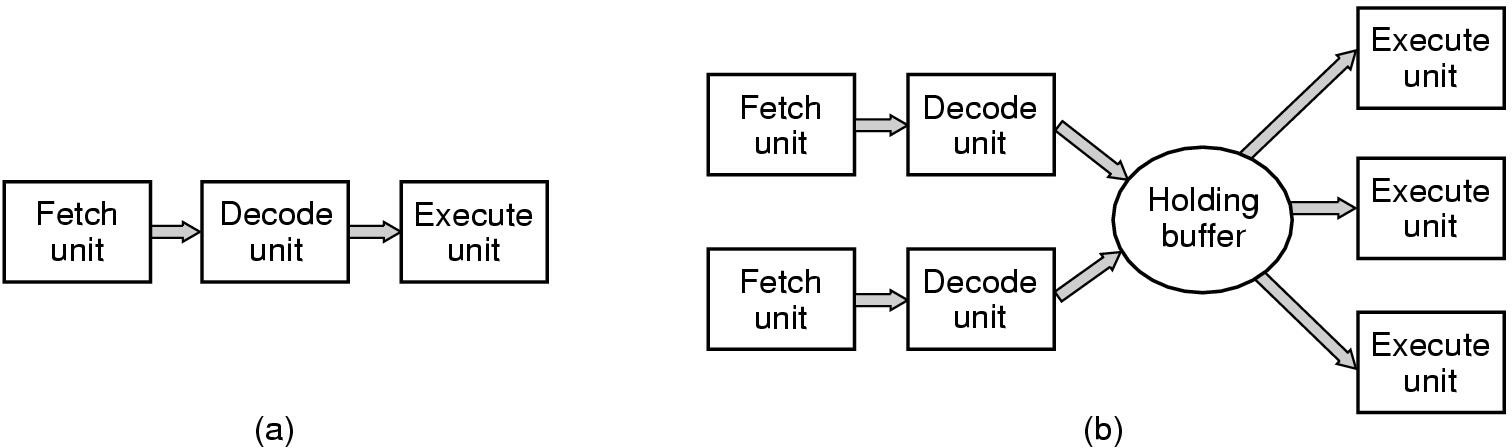 Fetch
unit
Decode
unit
Execute
unit
(a)
Fetch
unit
Decode
unit
Fetch
unit
Decode
unit
Holding
buffer
Execute
unit
Execute
unit
Execute
unit
(b)